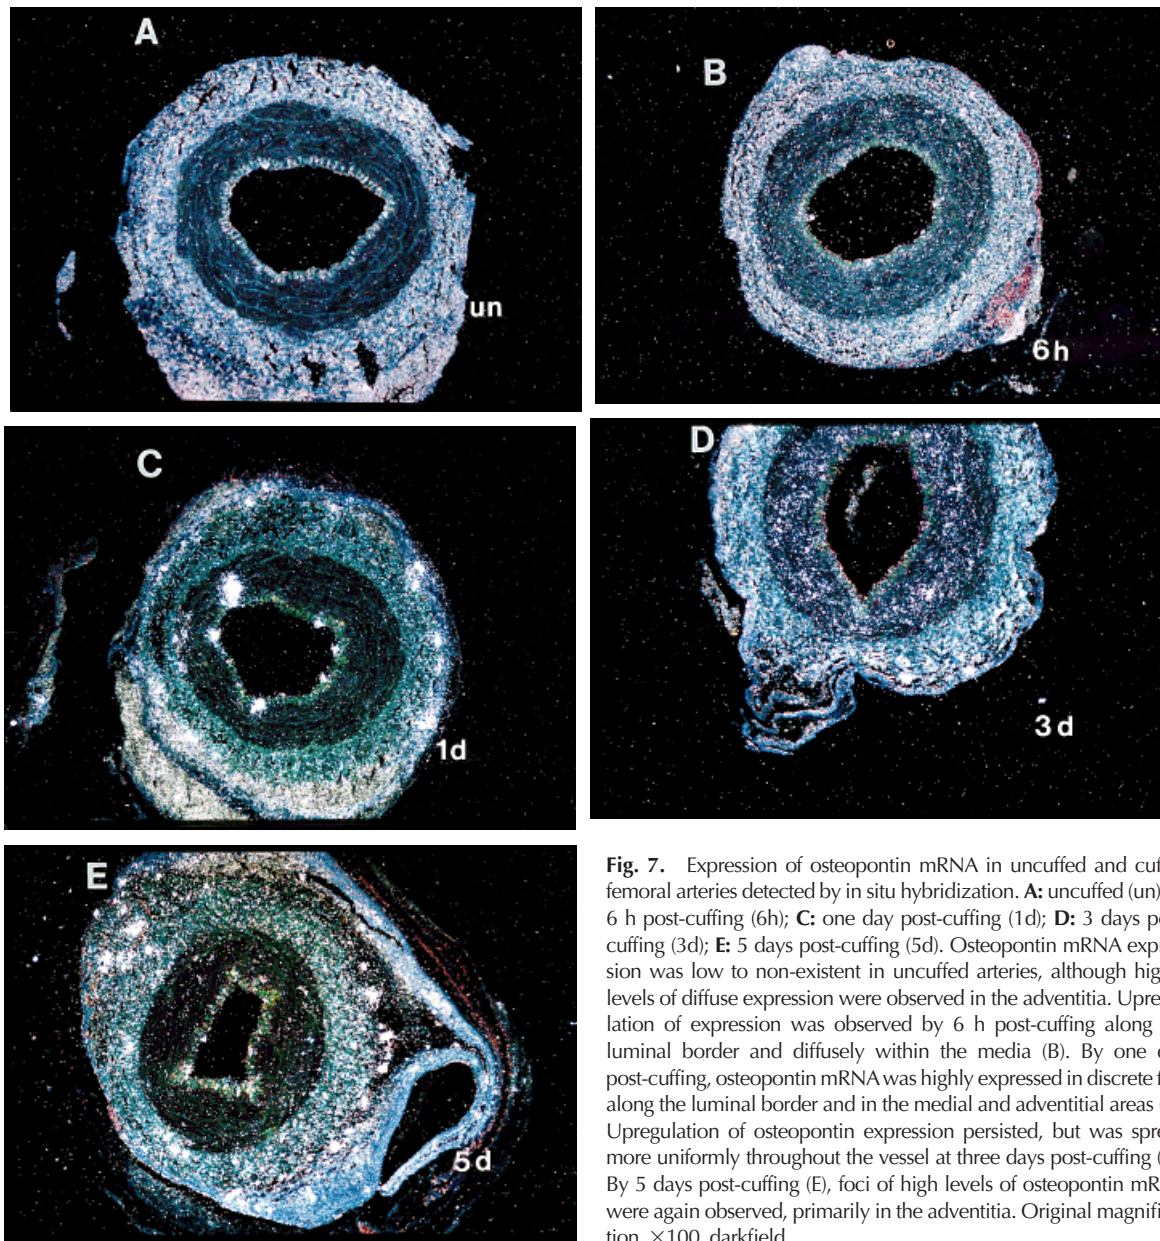 A
un
B
6h
C
1d
D
3 d
E
5 d
Fig. 7. Expression of osteopontin mRNA in uncuffed and cuf
femoral arteries detected by in situ hybridization. A: uncuffed (un)
6 h post-cuffing (6h); C: one day post-cuffing (1d); D: 3 days p
cuffing (3d); E: 5 days post-cuffing (5d). Osteopontin mRNA expr
sion was low to non-existent in uncuffed arteries, although hig
levels of diffuse expression were observed in the adventitia. Upre
lation of expression was observed by 6 h post-cuffing along
luminal border and diffusely within the media (B). By one
post-cuffing, osteopontin mRNA was highly expressed in discrete f
along the luminal border and in the medial and adventitial areas (
Upregulation of osteopontin expression persisted, but was spre
more uniformly throughout the vessel at three days post-cuffing (
By 5 days post-cuffing (E), foci of high levels of osteopontin mR
were again observed, primarily in the adventitia. Original magnifi
tion, ×100, darkfield.